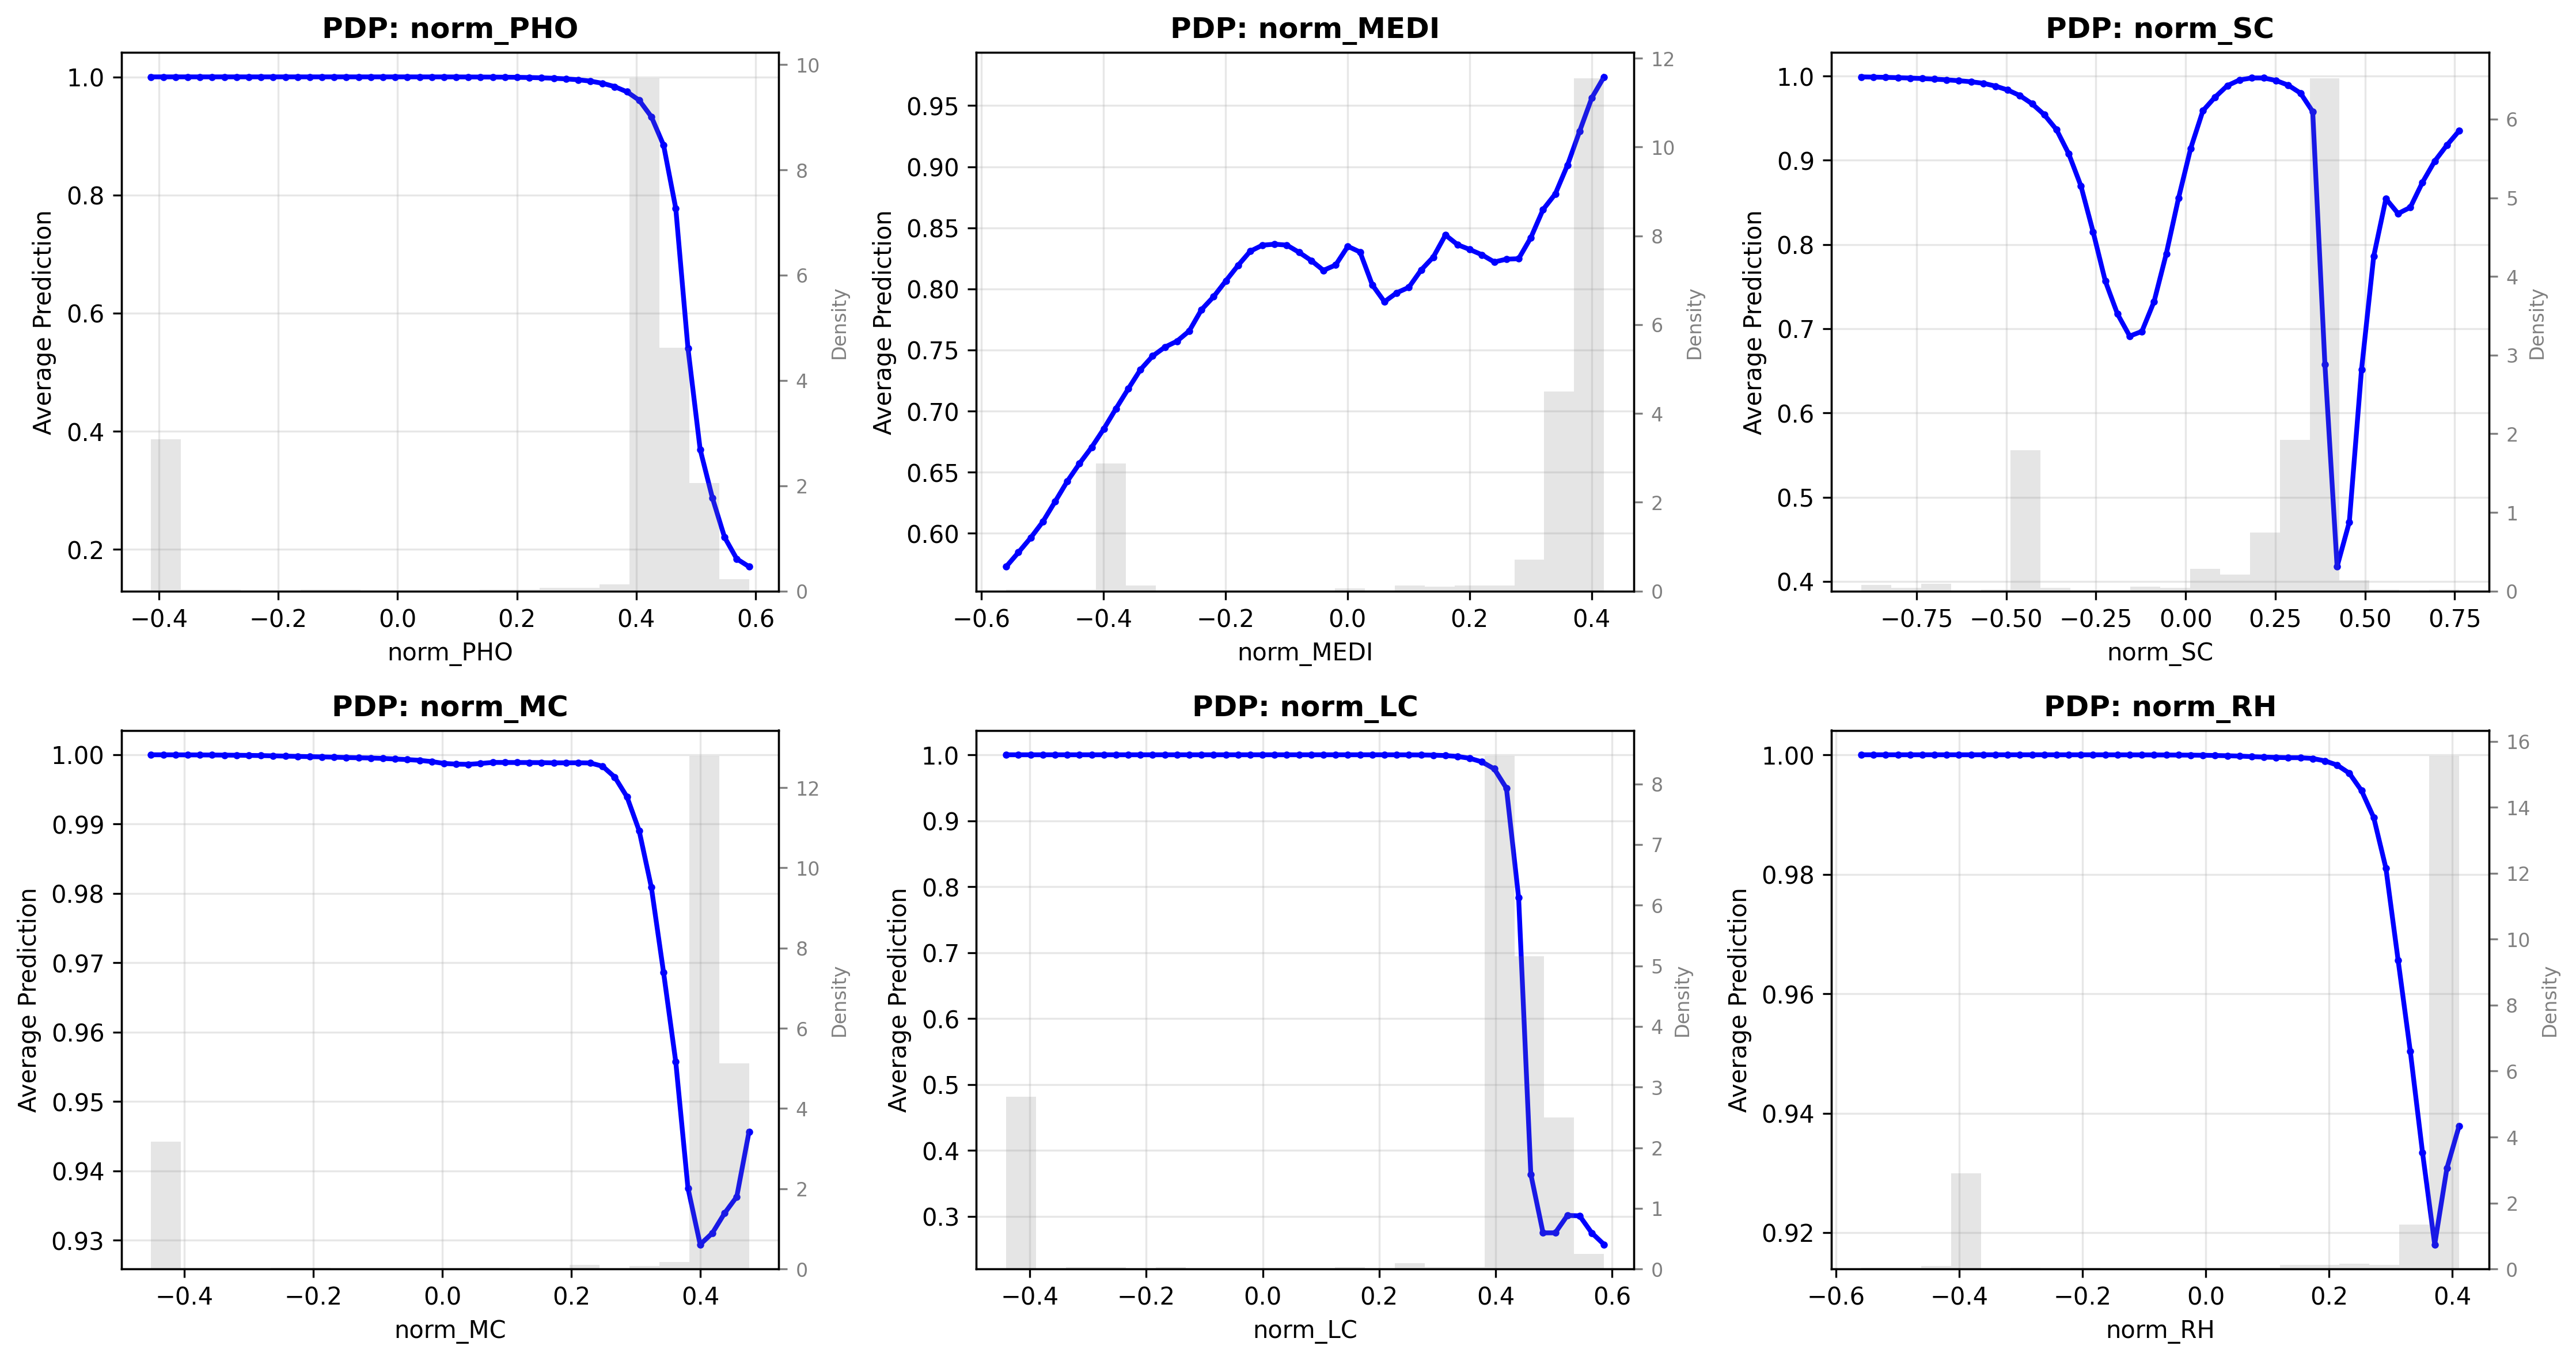 PDP: norm_PHO
1.0
0.8
0.6
0.4
0.2
Average Prediction
10
8
6
4
2
0
Density
−0.4 −0.2 0.0 0.2 0.4 0.6
norm_PHO
PDP: norm_MEDI
0.95
0.90
0.85
0.80
0.75
0.70
0.65
0.60
Average Prediction
12
10
8
6
4
2
0
Density
−0.6 −0.4 −0.2 0.0 0.2 0.4
norm_MEDI
PDP: norm_SC
1.0
0.9
0.8
0.7
0.6
0.5
0.4
Average Prediction
6
5
4
3
2
1
0
Density
−0.75 −0.50 −0.25 0.00 0.25 0.50 0.75
norm_SC
PDP: norm_MC
1.00
0.99
0.98
0.97
0.96
0.95
0.94
0.93
Average Prediction
12
10
8
6
4
2
0
Density
−0.4 −0.2 0.0 0.2 0.4
norm_MC
PDP: norm_LC
1.0
0.9
0.8
0.7
0.6
0.5
0.4
0.3
Average Prediction
8
7
6
5
4
3
2
1
0
Density
−0.4 −0.2 0.0 0.2 0.4 0.6
norm_LC
PDP: norm_RH
1.00
0.98
0.96
0.94
0.92
Average Prediction
16
14
12
10
8
6
4
2
0
Density
−0.6 −0.4 −0.2 0.0 0.2 0.4
norm_RH